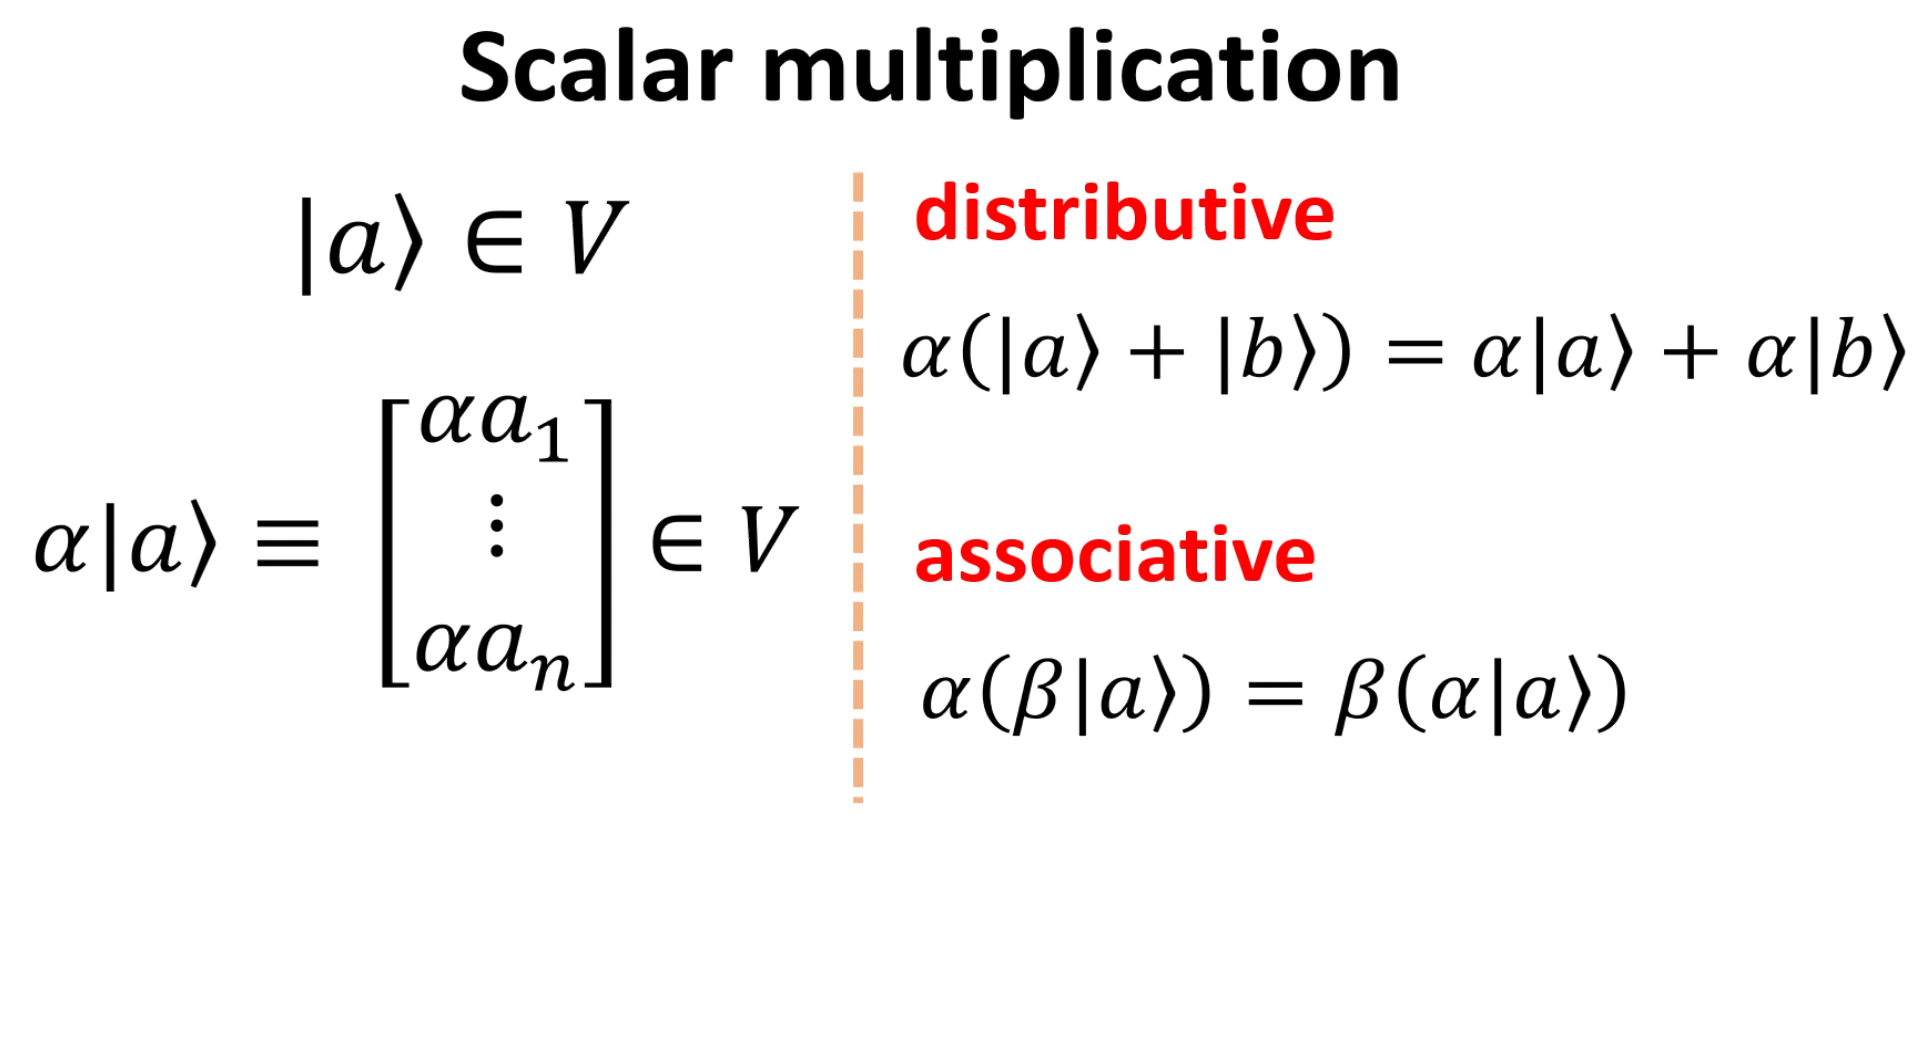 Scalar multiplication
|a⟩ ∈ V
α|a⟩ ≡ [αa₁ ⋮ αaₙ] ∈ V
distributive
α(|a⟩ + |b⟩) = α|a⟩ + α|b⟩
associative
α(β|a⟩) = β(α|a⟩)